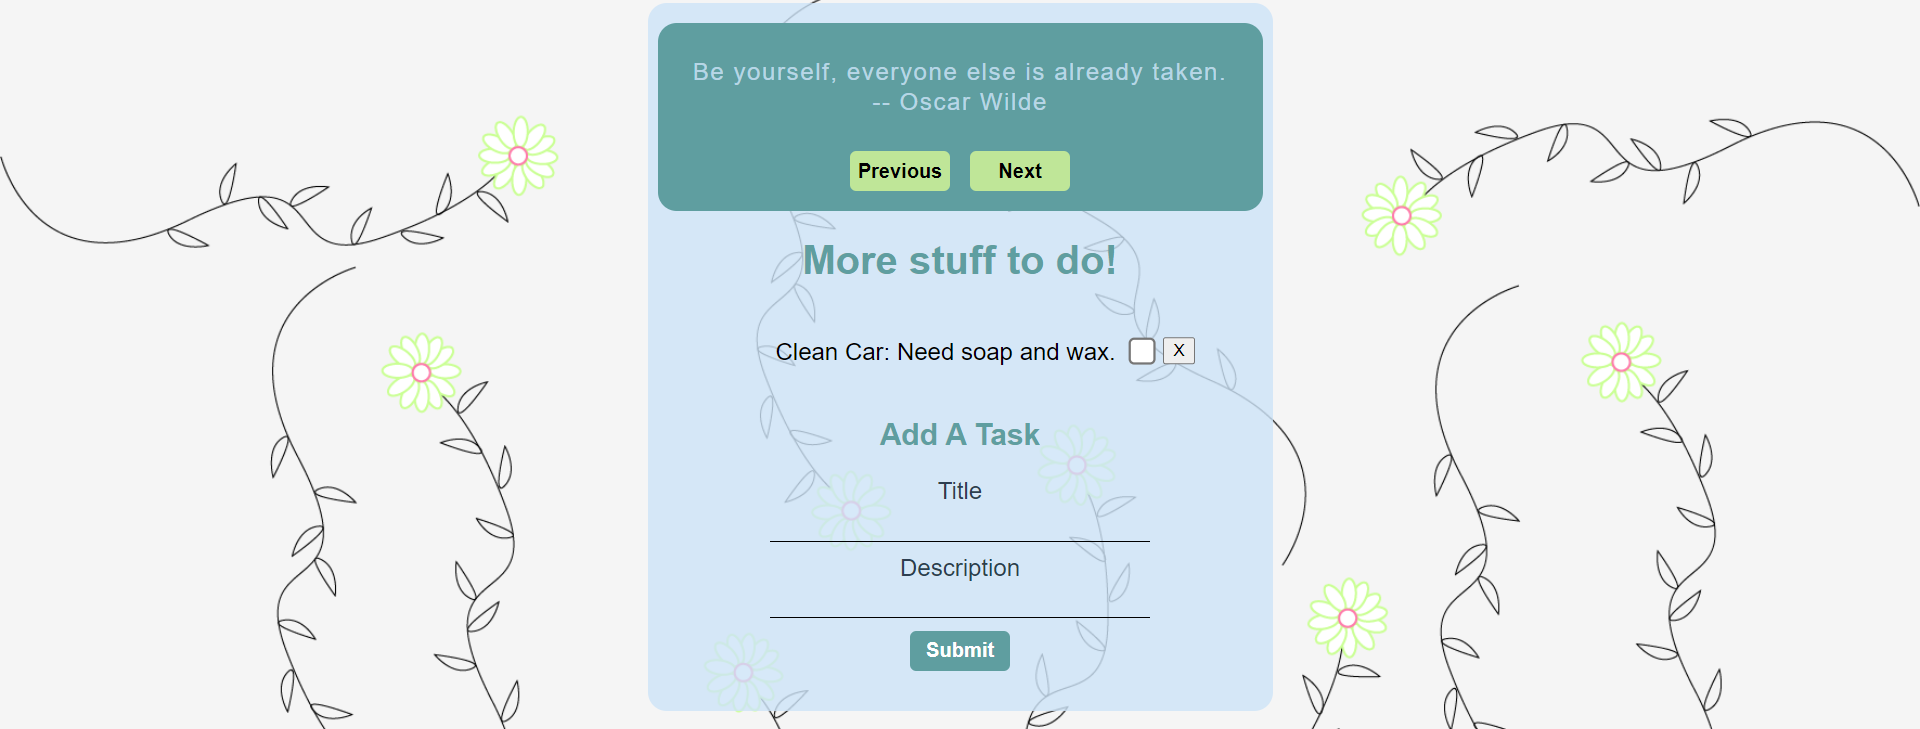 Be yourself, everyone else is already taken.
-- Oscar Wilde
Previous Next
More stuff to do!
Clean Car: Need soap and wax. X
Add A Task
Title
Description
Submit